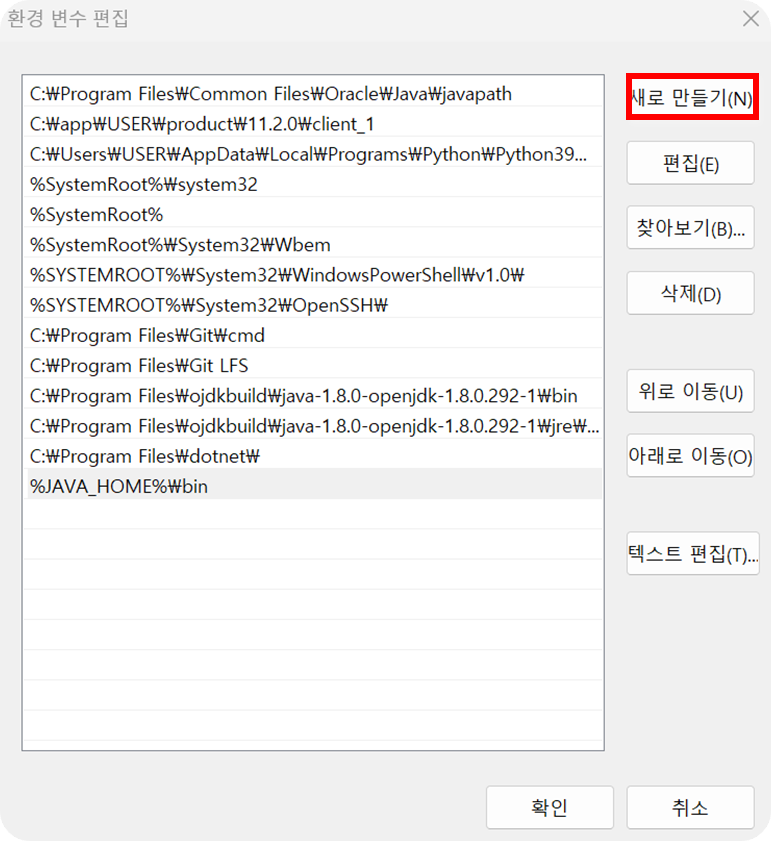 환경 변수 편집
C:₩Program Files₩Common Files₩Oracle₩Java₩javapath
C:₩app₩USER₩product₩11.2.0₩client_1
C:₩Users₩USER₩AppData₩Local₩Programs₩Python₩Python39...
%SystemRoot%₩system32
%SystemRoot%
%SystemRoot%₩System32₩Wbem
%SYSTEMROOT%₩System32₩WindowsPowerShell₩v1.0₩
%SYSTEMROOT%₩System32₩OpenSSH₩
C:₩Program Files₩Git₩cmd
C:₩Program Files₩Git LFS
C:₩Program Files₩ojdkbuild₩java-1.8.0-openjdk-1.8.0.292-1₩bin
C:₩Program Files₩ojdkbuild₩java-1.8.0-openjdk-1.8.0.292-1₩jre₩...
C:₩Program Files₩dotnet₩
%JAVA_HOME%₩bin
새로 만들기(N)
편집(E)
찾아보기(B)...
삭제(D)
위로 이동(U)
아래로 이동(O)
텍스트 편집(T)...
확인
취소